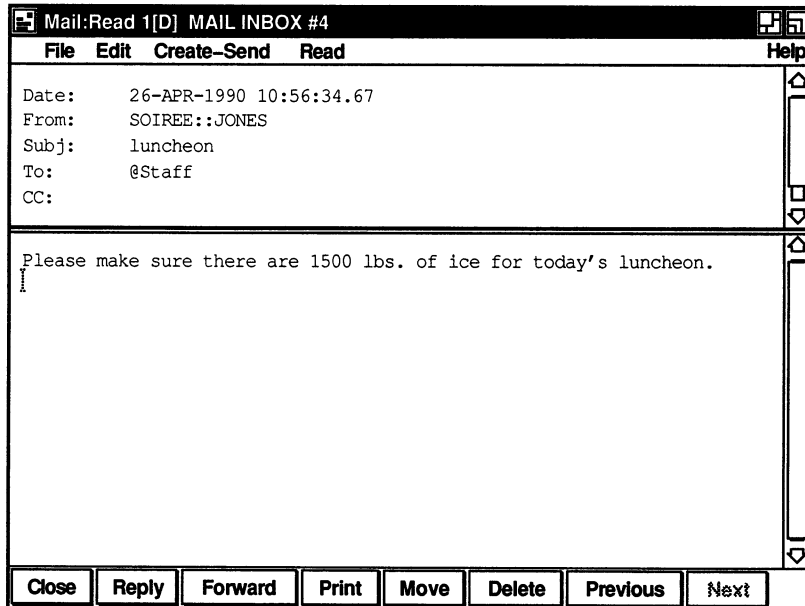 Mail:Read 1[D] MAIL INBOX #4
File Edit Create–Send Read Help
Date: 26-APR-1990 10:56:34.67
From: SOIREE::JONES
Subj: luncheon
To: @Staff
CC:
Please make sure there are 1500 lbs. of ice for today's luncheon.
Close Reply Forward Print Move Delete Previous Next